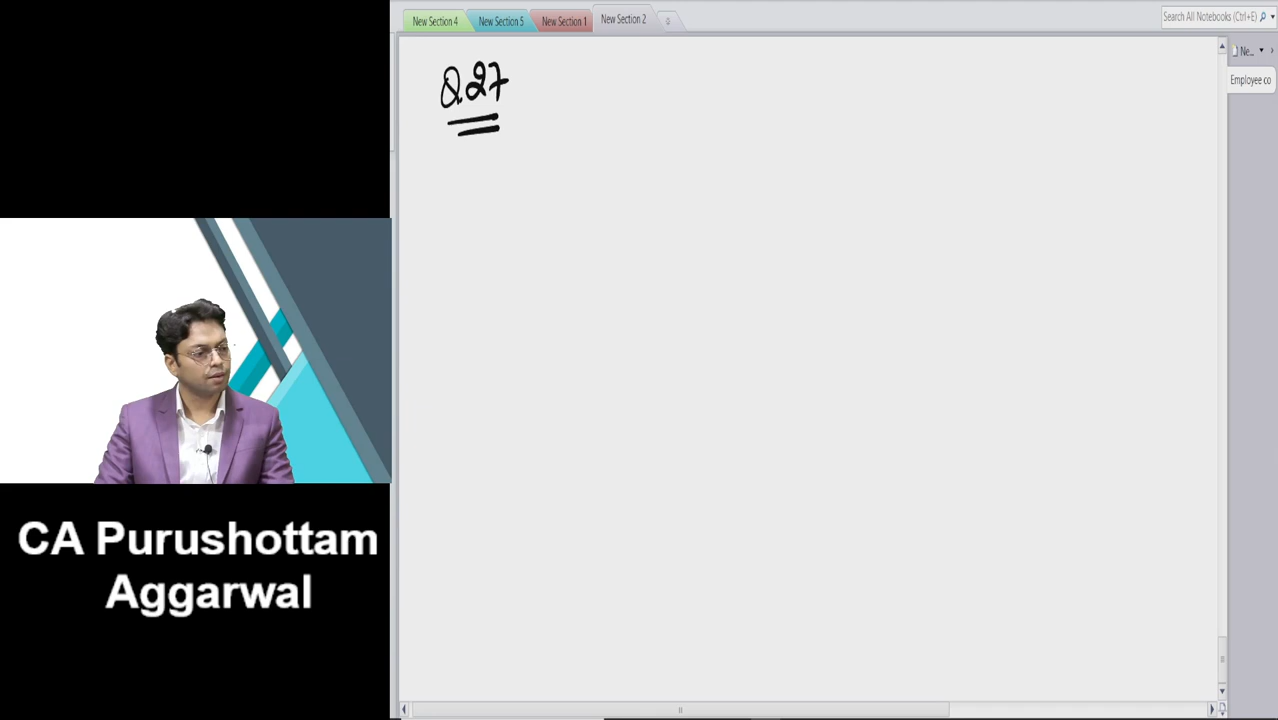 New Section 4
New Section 5
New Section 1
New Section 2
Search All Notebooks (Ctrl+E)
Ne...
Employee co
Q.27
CA Purushottam
Aggarwal